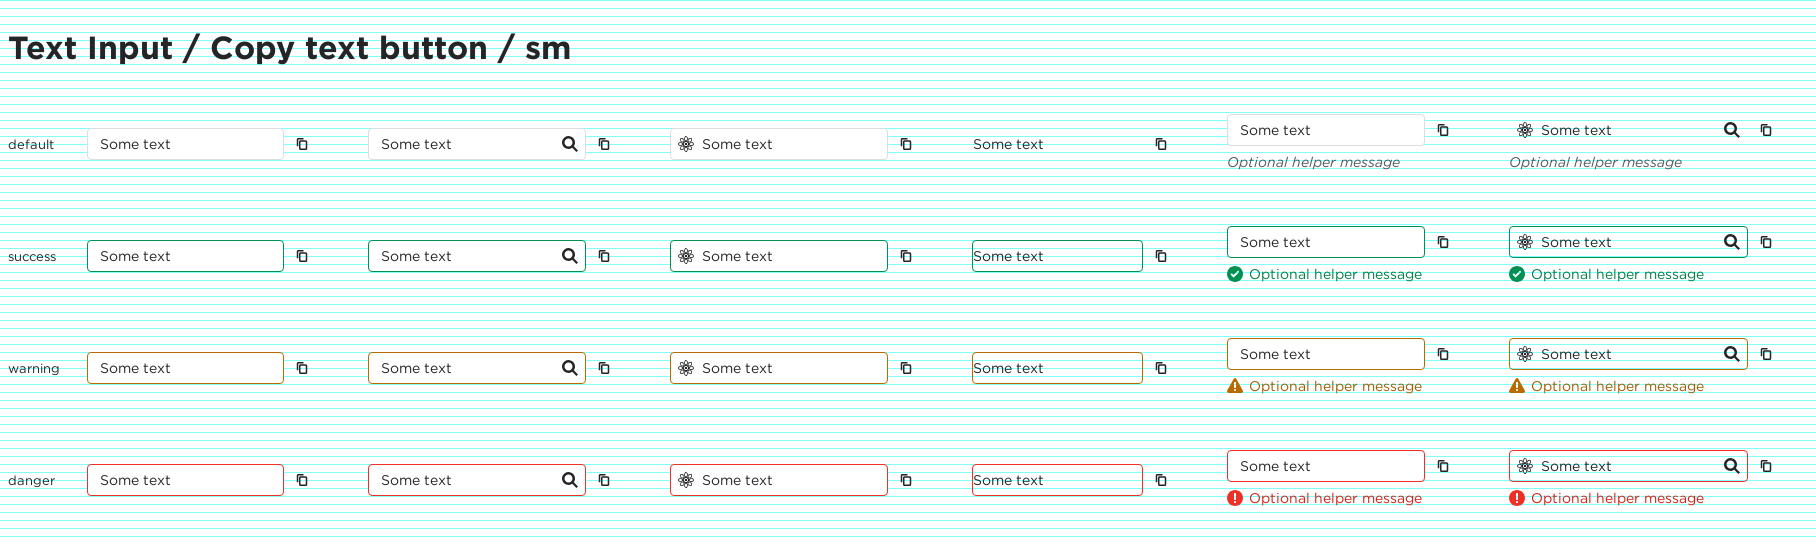 Text Input / Copy text button / sm
default Some text Some text Some text Some text Some text Some text
Optional helper message Optional helper message
success Some text Some text Some text Some text Some text Some text
Optional helper message Optional helper message
warning Some text Some text Some text Some text Some text Some text
Optional helper message Optional helper message
danger Some text Some text Some text Some text Some text Some text
Optional helper message Optional helper message